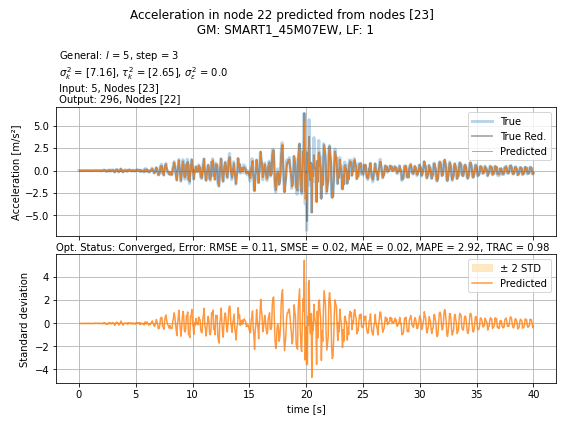 Acceleration in node 22 predicted from nodes [23]
GM: SMART1_45M07EW, LF: 1
General: l = 5, step = 3
σ²ₖ = [7.16], τ²ₖ = [2.65], σ²ε = 0.0
Input: 5, Nodes [23]
Output: 296, Nodes [22]
Acceleration [m/s²]
5.0
2.5
0.0
−2.5
−5.0
True
True Red.
Predicted
Opt. Status: Converged, Error: RMSE = 0.11, SMSE = 0.02, MAE = 0.02, MAPE = 2.92, TRAC = 0.98
Standard deviation
4
2
0
−2
−4
± 2 STD
Predicted
0 5 10 15 20 25 30 35 40
time [s]